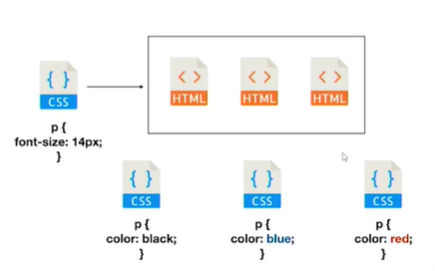 { }
CSS
p {
font-size: 14px;
}
< > < > < >
HTML HTML HTML
{ } { } { }
CSS CSS CSS
p { p { p {
color: black; color: blue; color: red;
} } }